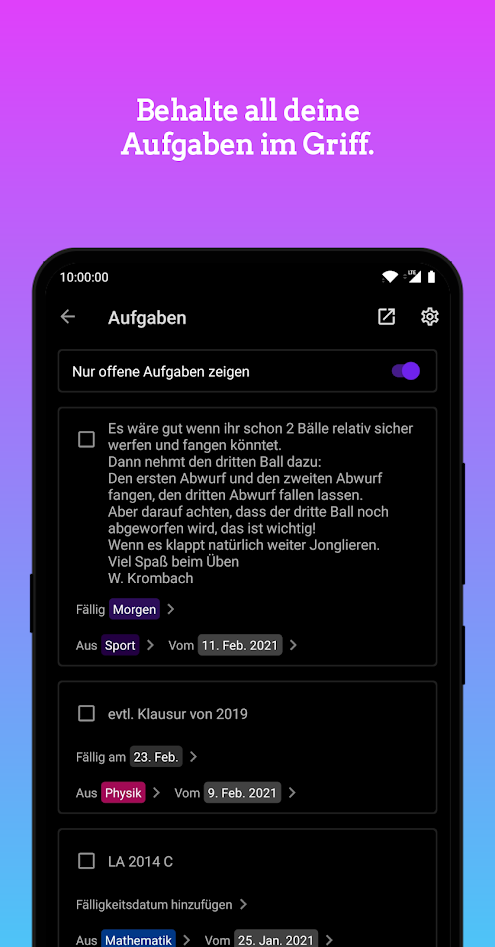 Behalte all deine
Aufgaben im Griff.
10:00:00
LTE
Aufgaben
Nur offene Aufgaben zeigen
Es wäre gut wenn ihr schon 2 Bälle relativ sicher
werfen und fangen könntet.
Dann nehmt den dritten Ball dazu:
Den ersten Abwurf und den zweiten Abwurf
fangen, den dritten Abwurf fallen lassen.
Aber darauf achten, dass der dritte Ball noch
abgeworfen wird, das ist wichtig!
Wenn es klappt natürlich weiter Jonglieren.
Viel Spaß beim Üben
W. Krombach
Fällig Morgen
Aus Sport Vom 11. Feb. 2021
evtl. Klausur von 2019
Fällig am 23. Feb.
Aus Physik Vom 9. Feb. 2021
LA 2014 C
Fälligkeitsdatum hinzufügen
Aus Mathematik Vom 25. Jan. 2021